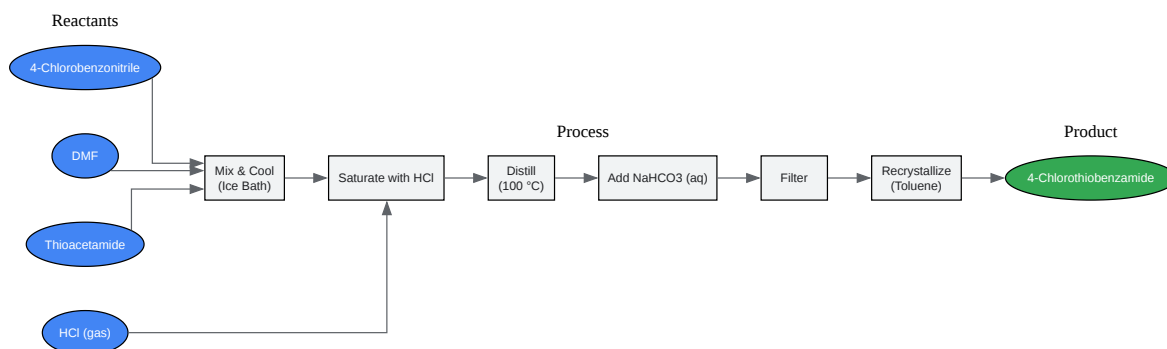 Reactants
4-Chlorobenzonitrile
DMF
Thioacetamide
HCl (gas)
Process
Mix & Cool
(Ice Bath)
Saturate with HCl
Distill
(100 °C)
Add NaHCO3 (aq)
Filter
Recrystallize
(Toluene)
Product
4-Chlorothiobenzamide